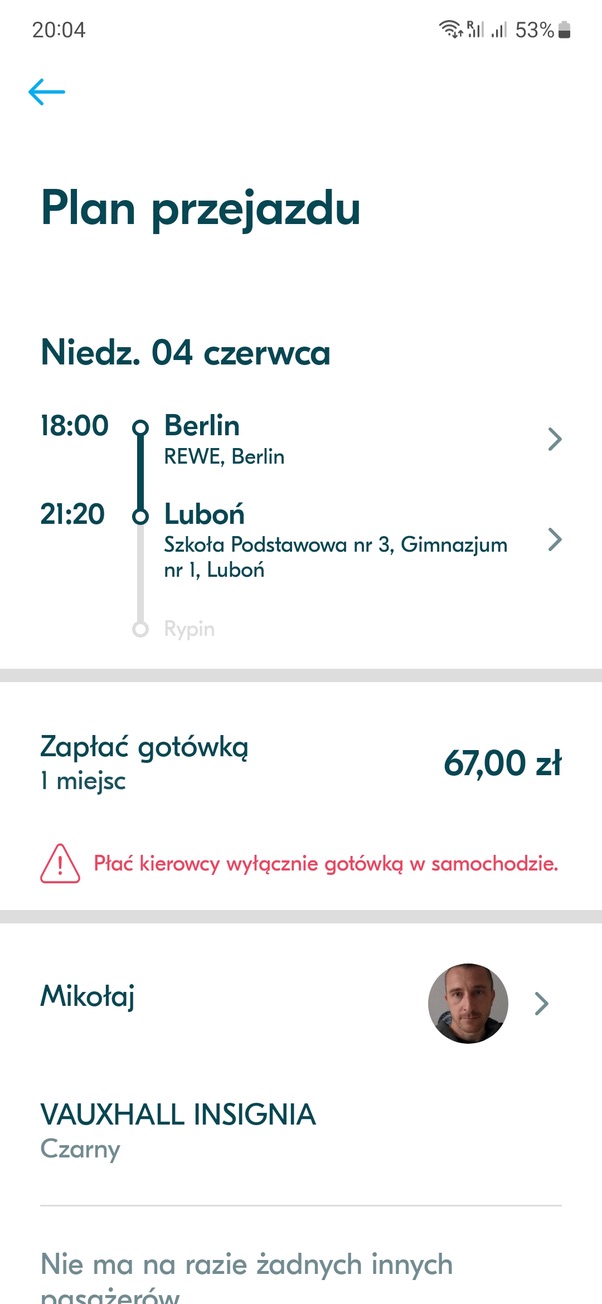 20:04
R
53%
Plan przejazdu
Niedz. 04 czerwca
18:00 Berlin
REWE, Berlin
21:20 Luboń
Szkoła Podstawowa nr 3, Gimnazjum
nr 1, Luboń
Rypin
Zapłać gotówką
1 miejsc
67,00 zł
Płać kierowcy wyłącznie gotówką w samochodzie.
Mikołaj
VAUXHALL INSIGNIA
Czarny
Nie ma na razie żadnych innych
pasażerów